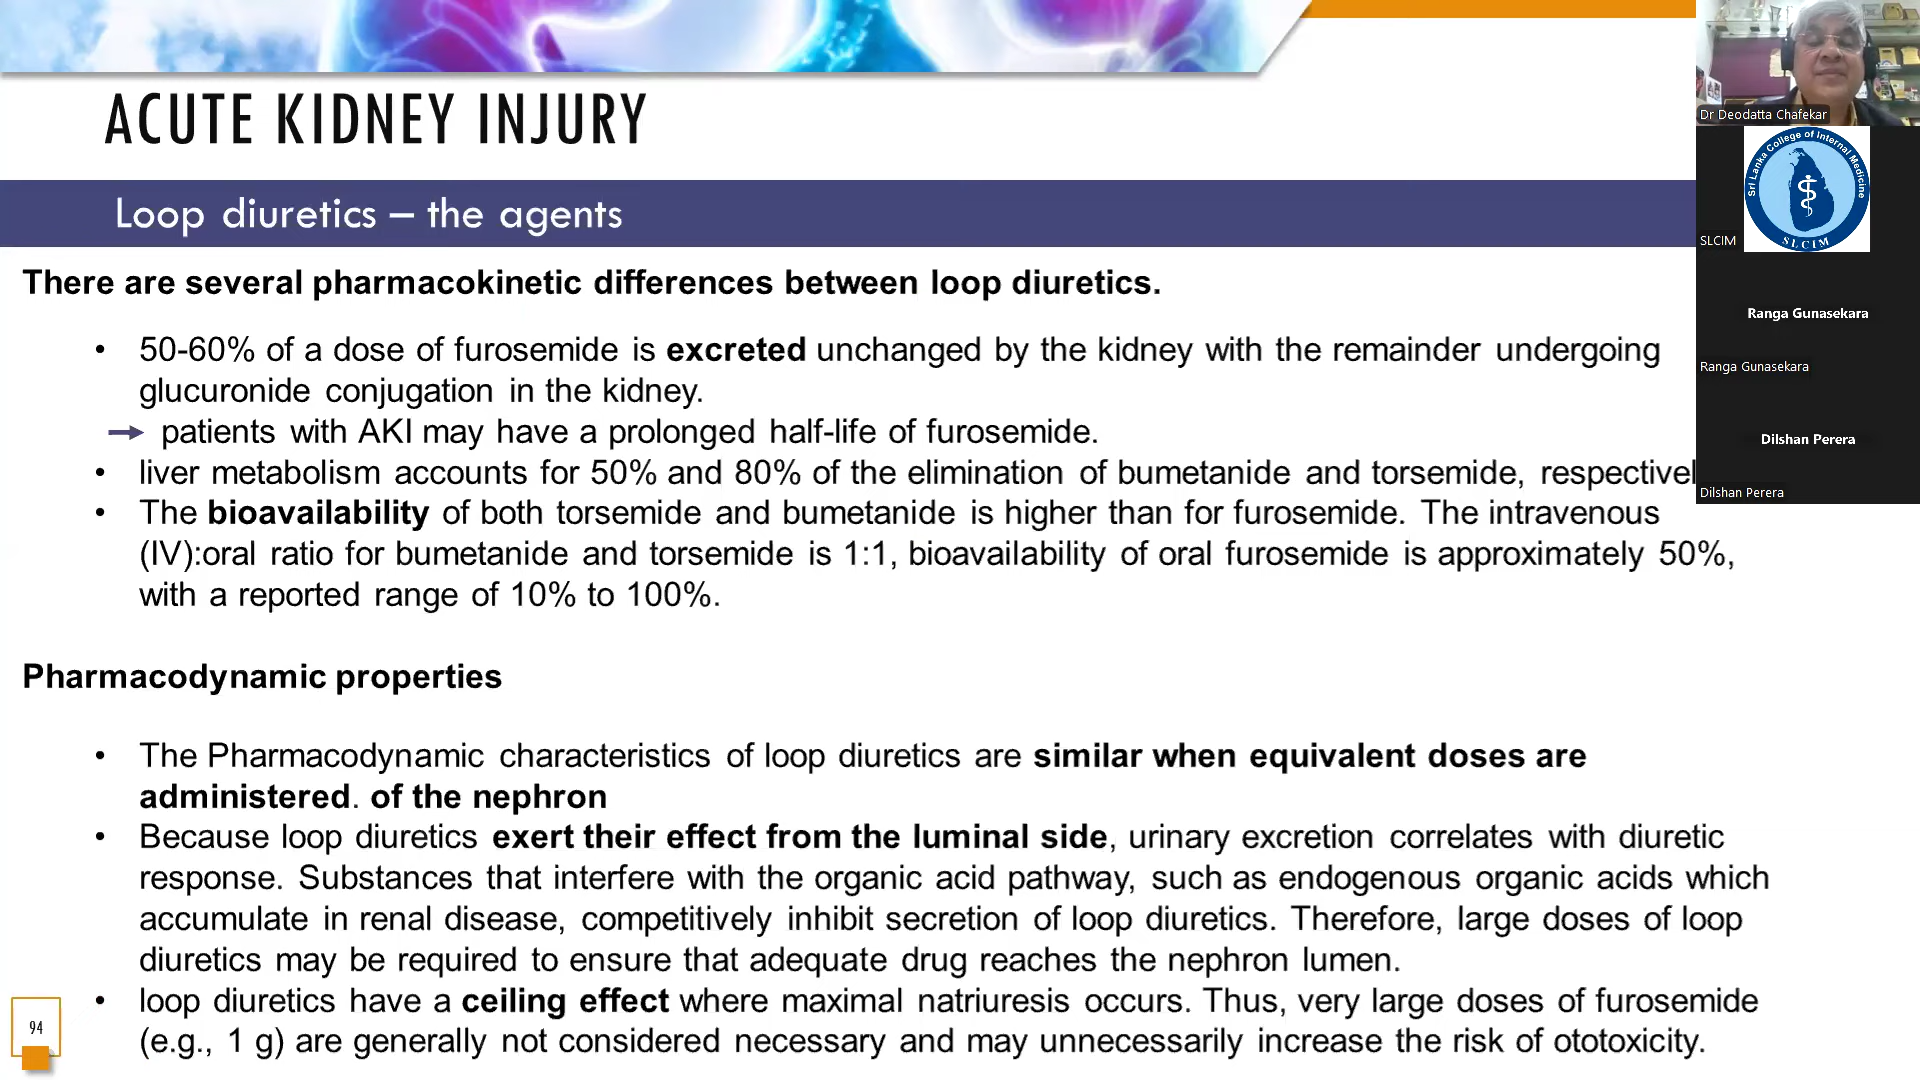 ACUTE KIDNEY INJURY
Loop diuretics – the agents
There are several pharmacokinetic differences between loop diuretics.
• 50-60% of a dose of furosemide is excreted unchanged by the kidney with the remainder undergoing
glucuronide conjugation in the kidney.
→ patients with AKI may have a prolonged half-life of furosemide.
• liver metabolism accounts for 50% and 80% of the elimination of bumetanide and torsemide, respectivel
• The bioavailability of both torsemide and bumetanide is higher than for furosemide. The intravenous
(IV):oral ratio for bumetanide and torsemide is 1:1, bioavailability of oral furosemide is approximately 50%,
with a reported range of 10% to 100%.
Pharmacodynamic properties
• The Pharmacodynamic characteristics of loop diuretics are similar when equivalent doses are
administered. of the nephron
• Because loop diuretics exert their effect from the luminal side, urinary excretion correlates with diuretic
response. Substances that interfere with the organic acid pathway, such as endogenous organic acids which
accumulate in renal disease, competitively inhibit secretion of loop diuretics. Therefore, large doses of loop
diuretics may be required to ensure that adequate drug reaches the nephron lumen.
• loop diuretics have a ceiling effect where maximal natriuresis occurs. Thus, very large doses of furosemide
(e.g., 1 g) are generally not considered necessary and may unnecessarily increase the risk of ototoxicity.
94
Dr Deodatta Chafekar
Sri Lanka College of Internal Medicine
SLCIM
SLCIM
Ranga Gunasekara
Ranga Gunasekara
Dilshan Perera
Dilshan Perera